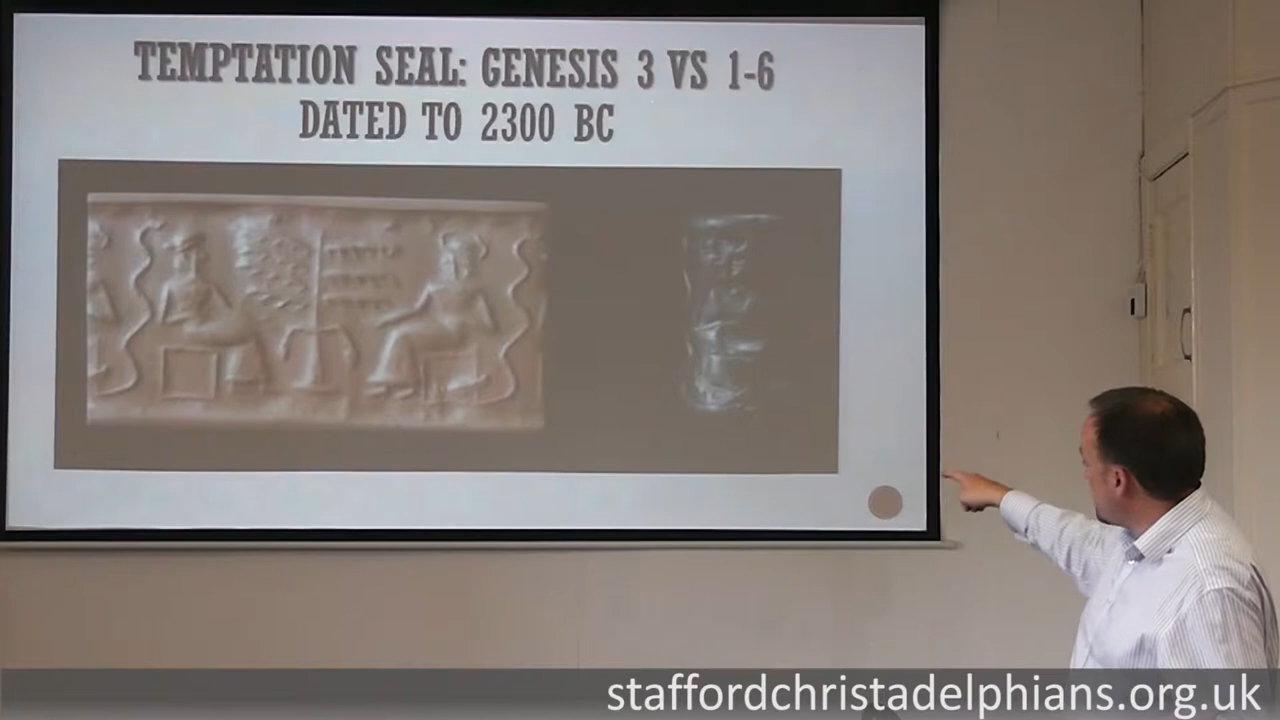 TEMPTATION SEAL: GENESIS 3 VS 1-6
DATED TO 2300 BC
staffordchristadelphians.org.uk